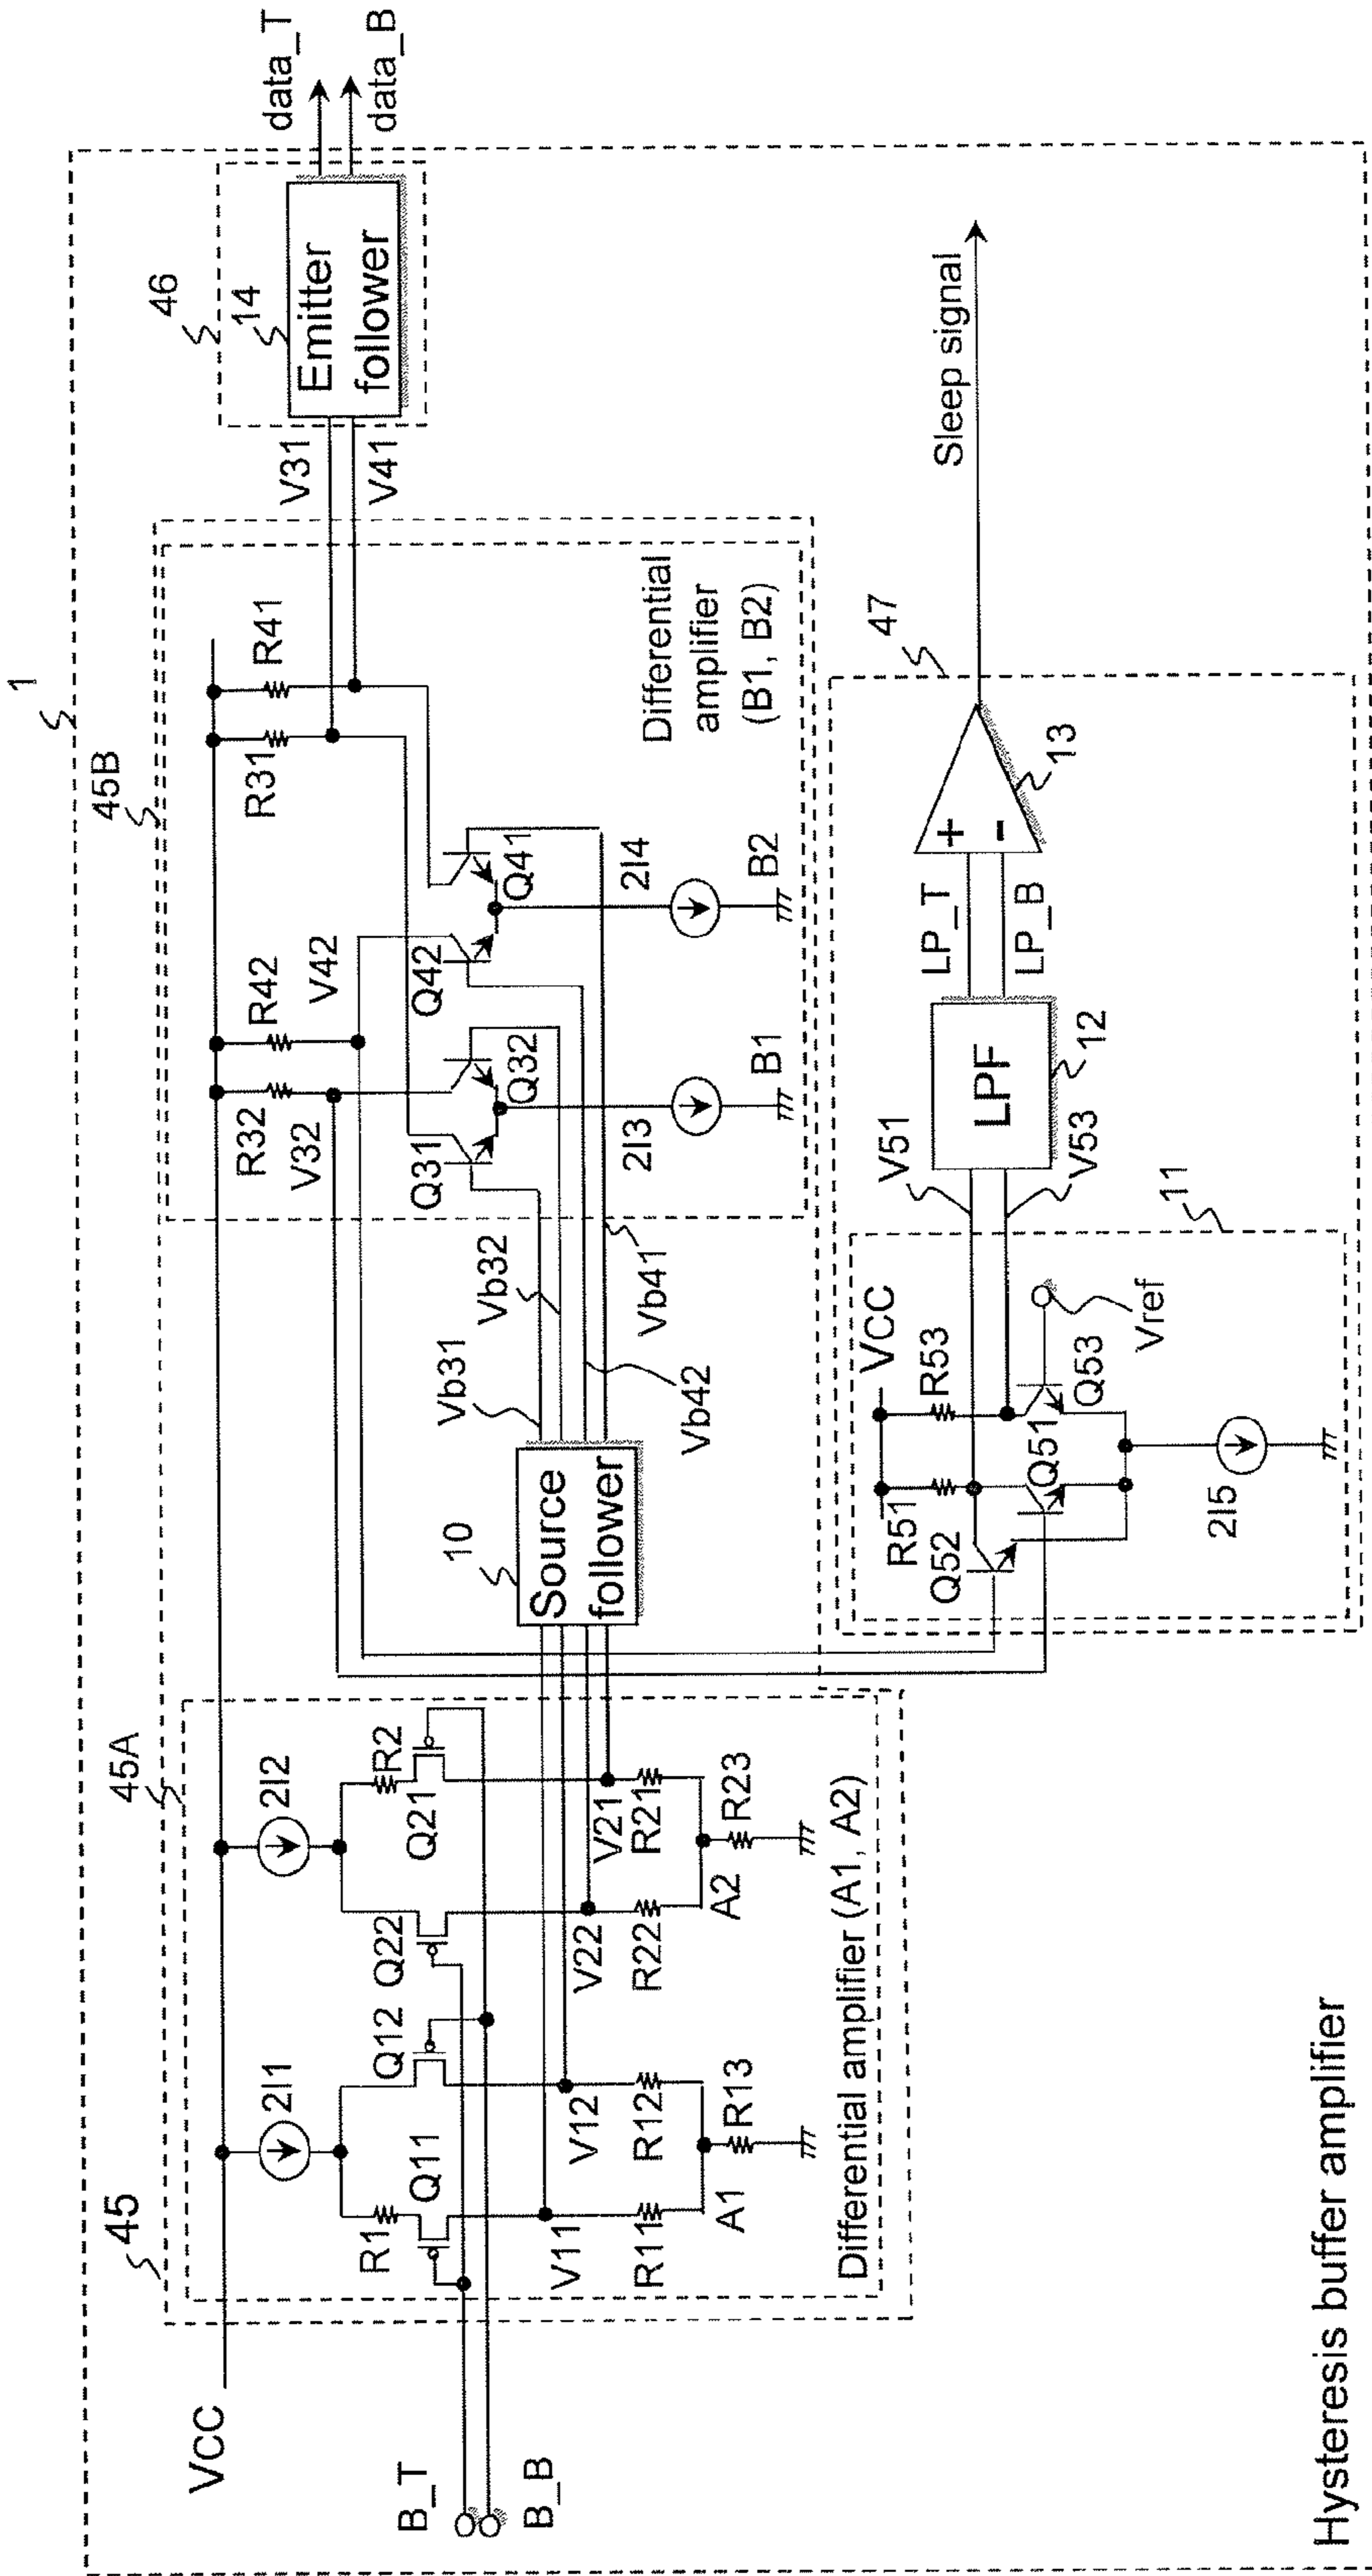 1
45
45A
45B
46
14
Emitter
follower
data_T
data_B
V31
V41
VCC
2I1
2I2
R1
R2
Q11
Q12
Q22
Q21
B_T
B_B
V11
V12
V22
V21
R11
R12
R22
R21
A1
R13
A2
R23
Differential amplifier (A1, A2)
10
Source
follower
Vb31
Vb32
Vb42
Vb41
R32
R42
R31
R41
V32
V42
Q31
Q32
Q42
Q41
2I3
B1
2I4
B2
Differential
amplifier
(B1, B2)
47
11
VCC
R51
R53
Q52
Q51
Q53
Vref
2I5
V51
V53
LPF
12
LP_T
LP_B
+
-
13
Sleep signal
Hysteresis buffer amplifier